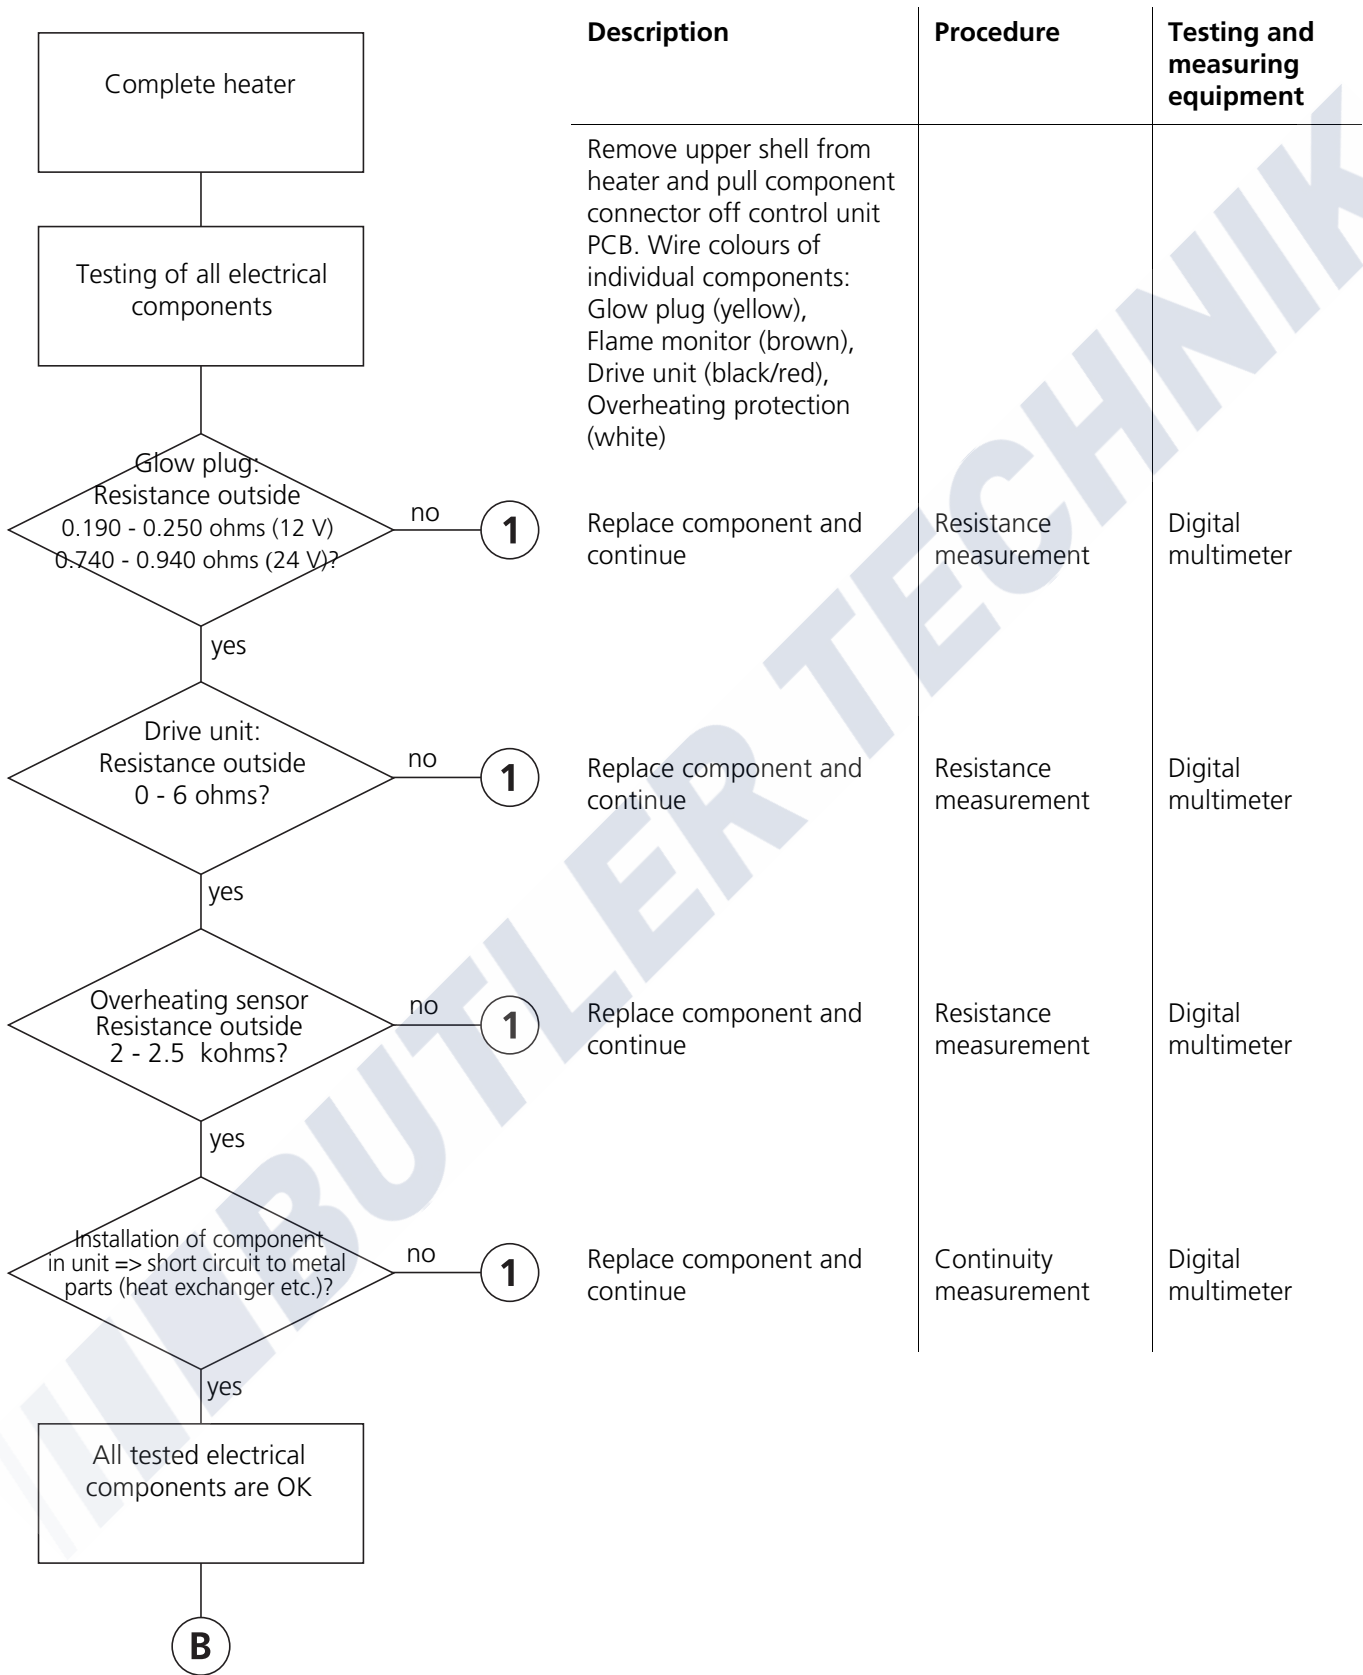 Description
Procedure
Testing and
measuring
equipment
Complete heater
Remove upper shell from
heater and pull component
connector off control unit
PCB. Wire colours of
individual components:
Glow plug (yellow),
Flame monitor (brown),
Drive unit (black/red),
Overheating protection
(white)
Testing of all electrical
components
Glow plug:
Resistance outside
0.190 - 0.250 ohms (12 V)
0.740 - 0.940 ohms (24 V)?
no
1
Replace component and
continue
Resistance
measurement
Digital
multimeter
yes
Drive unit:
Resistance outside
0 - 6 ohms?
no
1
Replace component and
continue
Resistance
measurement
Digital
multimeter
yes
Overheating sensor
Resistance outside
2 - 2.5 kohms?
no
1
Replace component and
continue
Resistance
measurement
Digital
multimeter
yes
Installation of component
in unit => short circuit to metal
parts (heat exchanger etc.)?
no
1
Replace component and
continue
Continuity
measurement
Digital
multimeter
yes
All tested electrical
components are OK
B
BUTLER TECHNIK